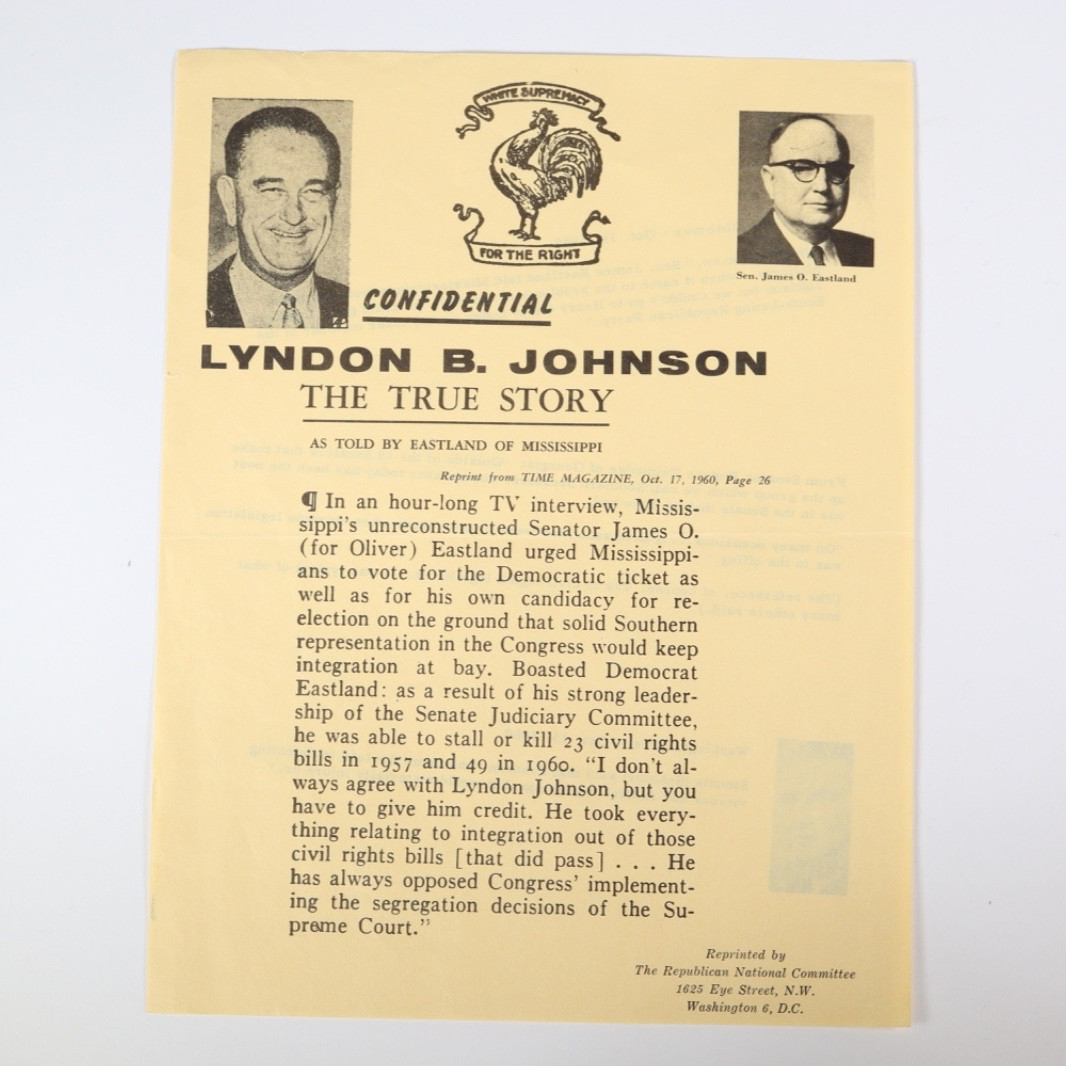 WHITE SUPREMACY
FOR THE RIGHT
Sen. James O. Eastland
CONFIDENTIAL
LYNDON B. JOHNSON
THE TRUE STORY
AS TOLD BY EASTLAND OF MISSISSIPPI
Reprint from TIME MAGAZINE, Oct. 17, 1960, Page 26
¶ In an hour-long TV interview, Missis-
sippi's unreconstructed Senator James O.
(for Oliver) Eastland urged Mississippi-
ans to vote for the Democratic ticket as
well as for his own candidacy for re-
election on the ground that solid Southern
representation in the Congress would keep
integration at bay. Boasted Democrat
Eastland: as a result of his strong leader-
ship of the Senate Judiciary Committee,
he was able to stall or kill 23 civil rights
bills in 1957 and 49 in 1960. “I don't al-
ways agree with Lyndon Johnson, but you
have to give him credit. He took every-
thing relating to integration out of those
civil rights bills [that did pass] . . . He
has always opposed Congress' implement-
ing the segregation decisions of the Su-
preme Court.”
Reprinted by
The Republican National Committee
1625 Eye Street, N.W.
Washington 6, D.C.